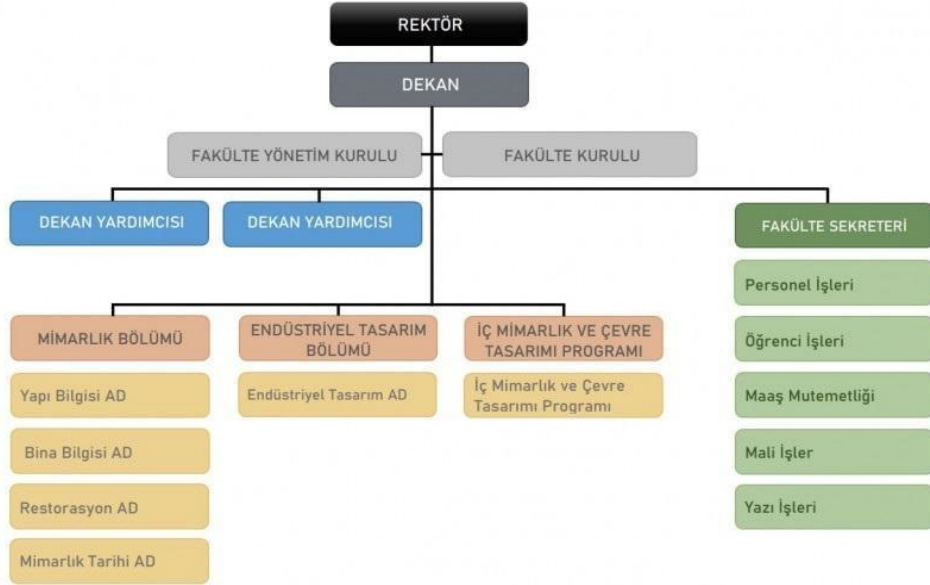 REKTÖR
DEKAN
FAKÜLTE YÖNETİM KURULU
FAKÜLTE KURULU
DEKAN YARDIMCISI
DEKAN YARDIMCISI
FAKÜLTE SEKRETERİ
Personel İşleri
Öğrenci İşleri
Maaş Mutemetliği
Mali İşler
Yazı İşleri
MİMARLIK BÖLÜMÜ
Yapı Bilgisi AD
Bina Bilgisi AD
Restorasyon AD
Mimarlık Tarihi AD
ENDÜSTRİYEL TASARIM
BÖLÜMÜ
Endüstriyel Tasarım AD
İÇ MİMARLIK VE ÇEVRE
TASARIMI PROGRAMI
İç Mimarlık ve Çevre
Tasarımı Programı